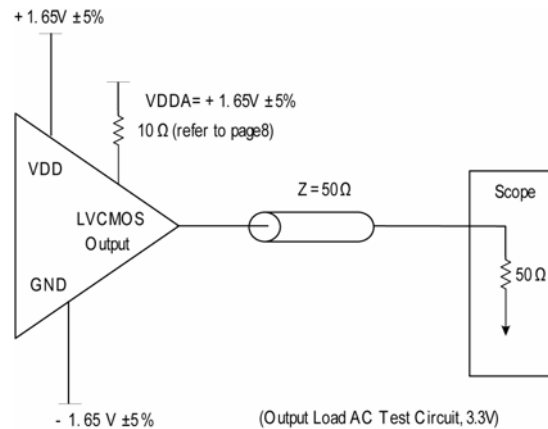 + 1.65V ±5%
VDDA= + 1.65V ±5%
10 Ω (refer to page8)
VDD
Z = 50 Ω
Scope
LVCMOS
Output
50 Ω
GND
- 1.65 V ±5%
(Output Load AC Test Circuit, 3.3V)